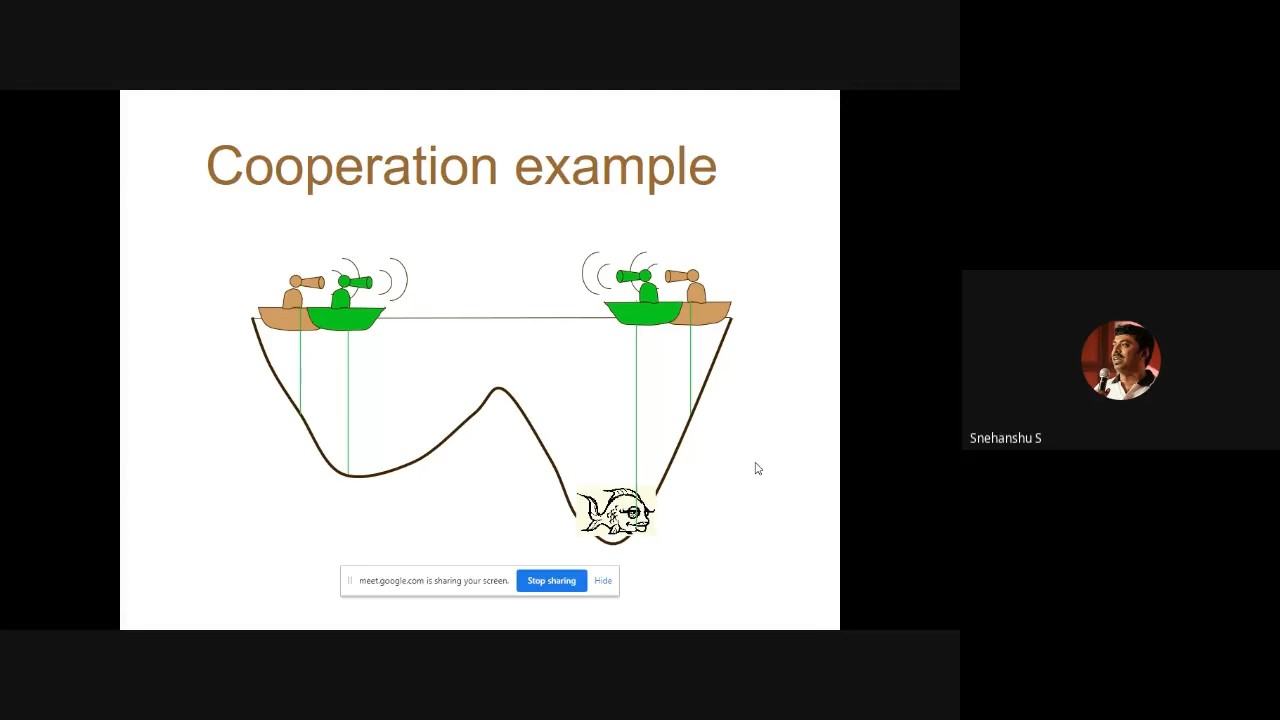 Cooperation example
Snehanshu S
meet.google.com is sharing your screen. Stop sharing Hide